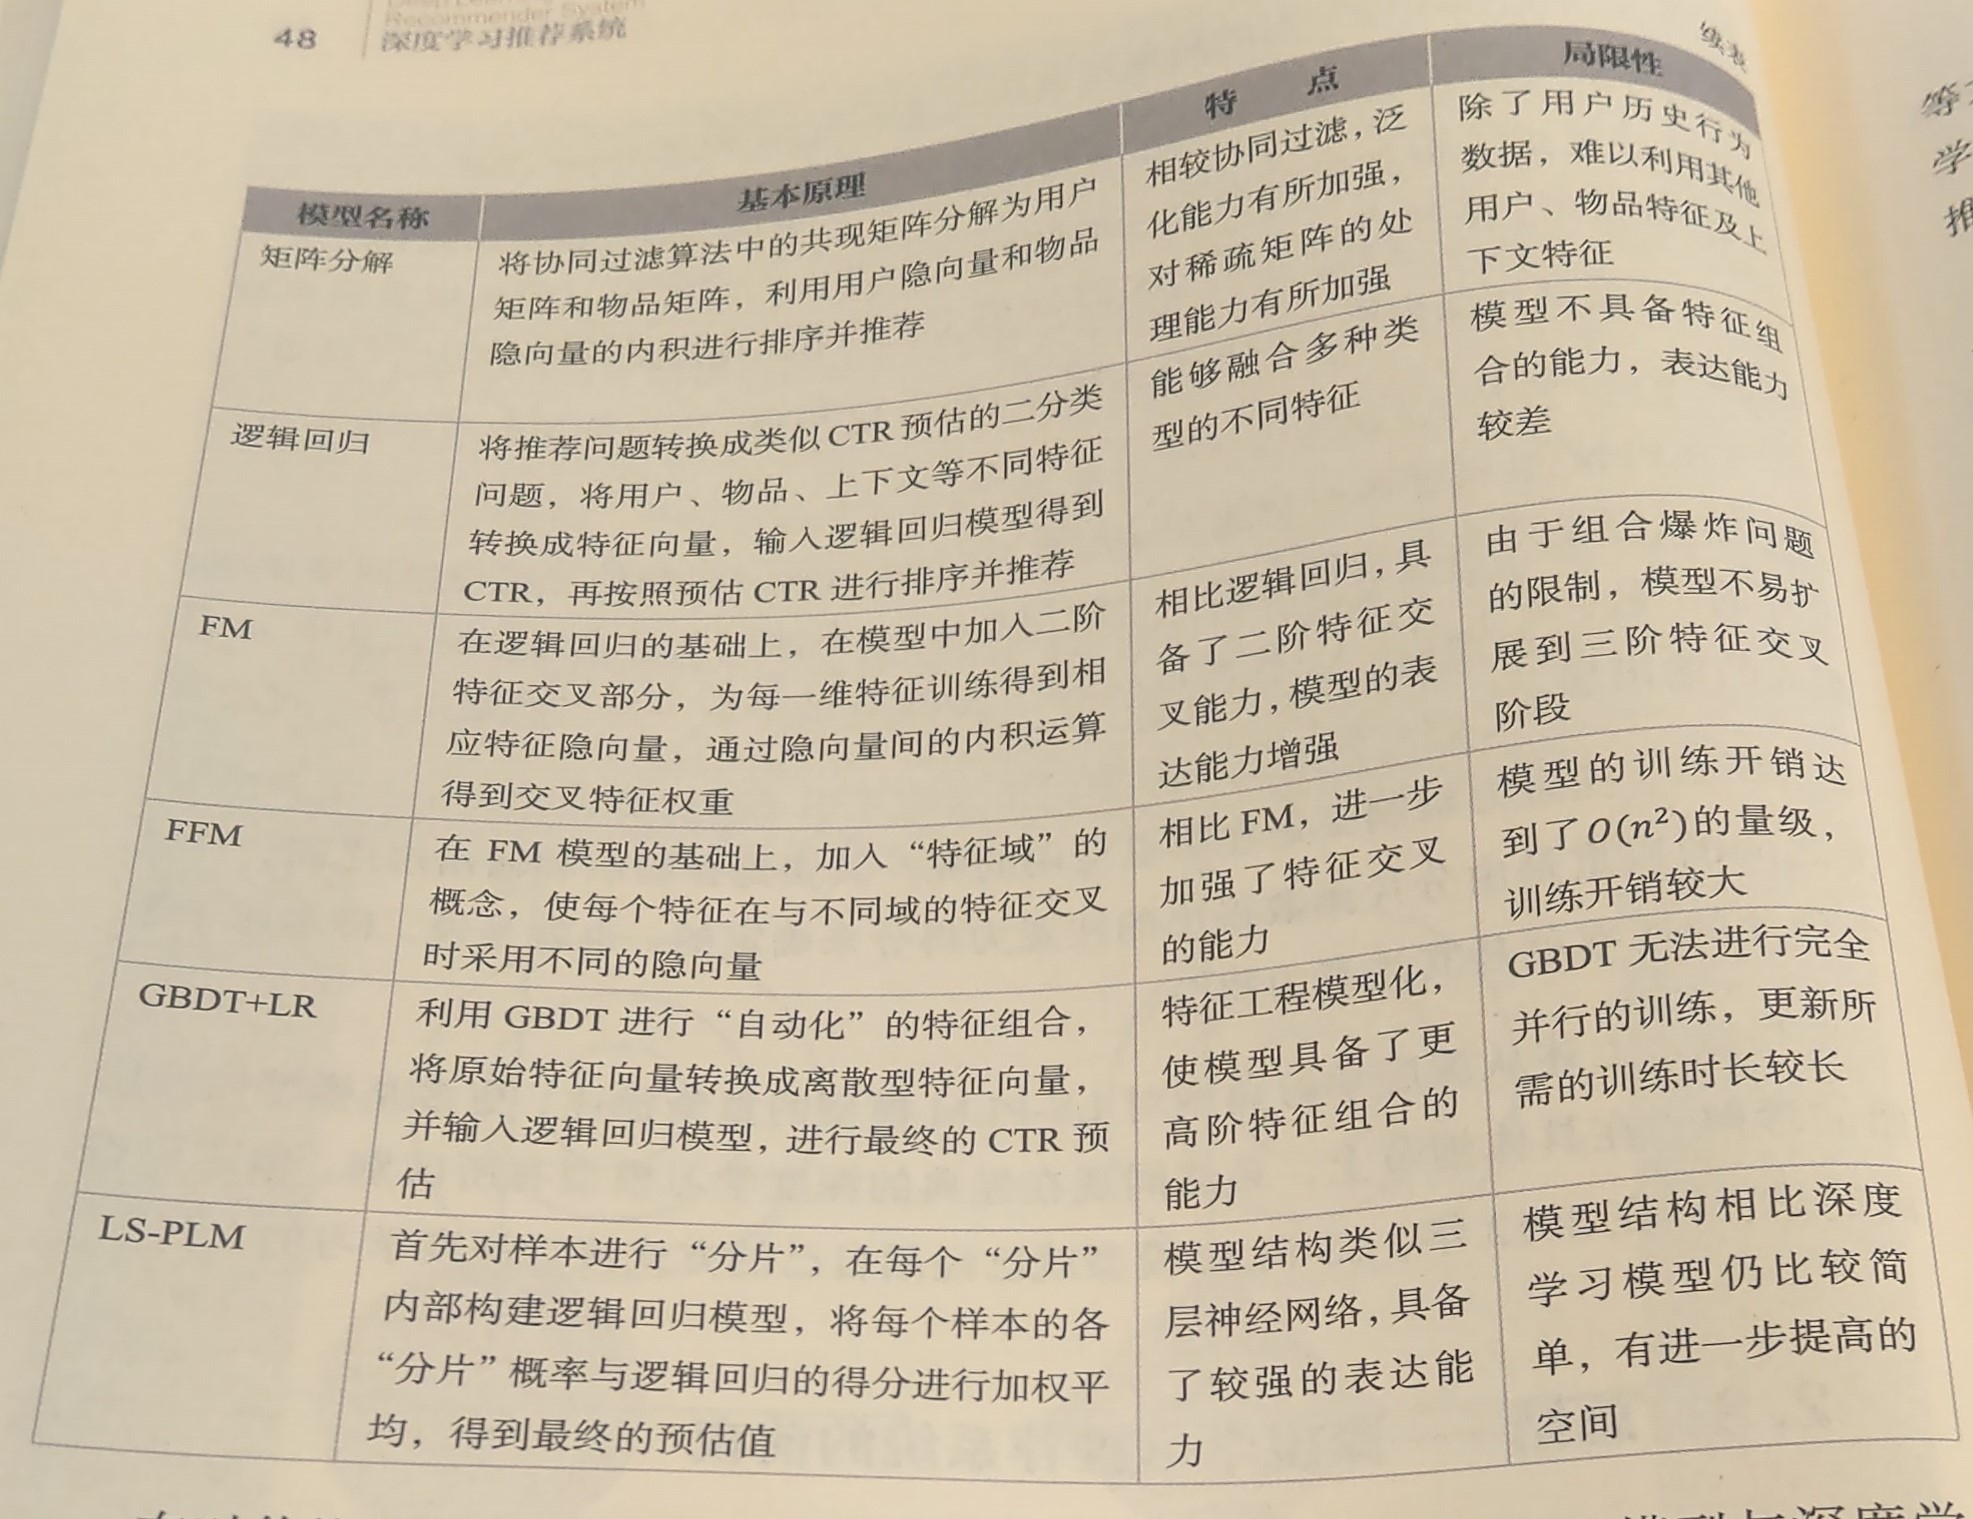 48
Recommender System
深度学习推荐系统
续表
模型名称
基本原理
特 点
局限性
矩阵分解
将协同过滤算法中的共现矩阵分解为用户
矩阵和物品矩阵，利用用户隐向量和物品
隐向量的内积进行排序并推荐
相较协同过滤，泛
化能力有所加强，
对稀疏矩阵的处
理能力有所加强
除了用户历史行为
数据，难以利用其他
用户、物品特征及上
下文特征
逻辑回归
将推荐问题转换成类似 CTR 预估的二分类
问题，将用户、物品、上下文等不同特征
转换成特征向量，输入逻辑回归模型得到
CTR，再按照预估 CTR 进行排序并推荐
能够融合多种类
型的不同特征
模型不具备特征组
合的能力，表达能力
较差
FM
在逻辑回归的基础上，在模型中加入二阶
特征交叉部分，为每一维特征训练得到相
应特征隐向量，通过隐向量间的内积运算
得到交叉特征权重
相比逻辑回归，具
备了二阶特征交
叉能力，模型的表
达能力增强
由于组合爆炸问题
的限制，模型不易扩
展到三阶特征交叉
阶段
FFM
在 FM 模型的基础上，加入“特征域”的
概念，使每个特征在与不同域的特征交叉
时采用不同的隐向量
相比 FM，进一步
加强了特征交叉
的能力
模型的训练开销达
到了O(n²)的量级，
训练开销较大
GBDT+LR
利用 GBDT 进行“自动化”的特征组合，
将原始特征向量转换成离散型特征向量，
并输入逻辑回归模型，进行最终的 CTR 预
估
特征工程模型化，
使模型具备了更
高阶特征组合的
能力
GBDT 无法进行完全
并行的训练，更新所
需的训练时长较长
LS-PLM
首先对样本进行“分片”，在每个“分片”
内部构建逻辑回归模型，将每个样本的各
“分片”概率与逻辑回归的得分进行加权平
均，得到最终的预估值
模型结构类似三
层神经网络，具备
了较强的表达能
力
模型结构相比深度
学习模型仍比较简
单，有进一步提高的
空间